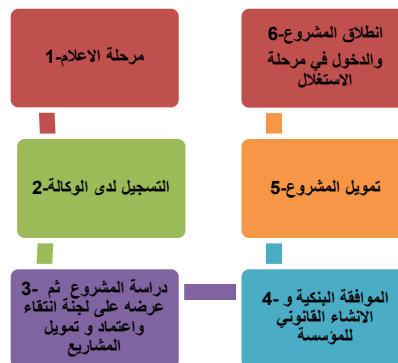 1-مرحلة الاعلام
2-التسجيل لدى الوكالة
3- دراسة المشروع ثم
عرضه على لجنة انتقاء
واعتماد و تمويل
المشاريع
4- الموافقة البنكية و
الانشاء القانوني
للمؤسسة
5-تمويل المشروع
6-انطلاق المشروع
والدخول في مرحلة
الاستغلال